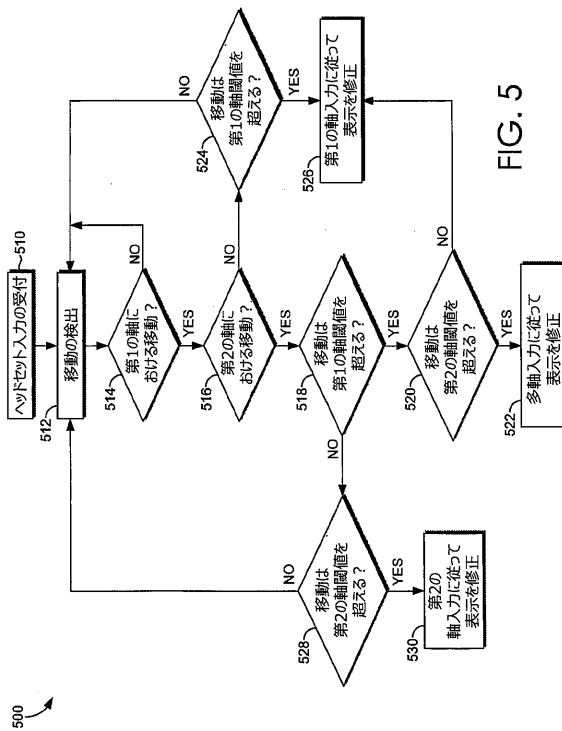 500
ヘッドセット入力の受付
510
移動の検出
512
第1の軸に
おける移動？
514
NO
YES
第2の軸に
おける移動？
516
NO
YES
移動は
第1の軸閾値を
超える？
524
NO
YES
第1の軸入力に従って
表示を修正
526
移動は
第1の軸閾値を
超える？
518
NO
YES
移動は
第2の軸閾値を
超える？
520
NO
YES
多軸入力に従って
表示を修正
522
移動は
第2の軸閾値を
超える？
528
NO
YES
第2の
軸入力に従って
表示を修正
530
FIG. 5